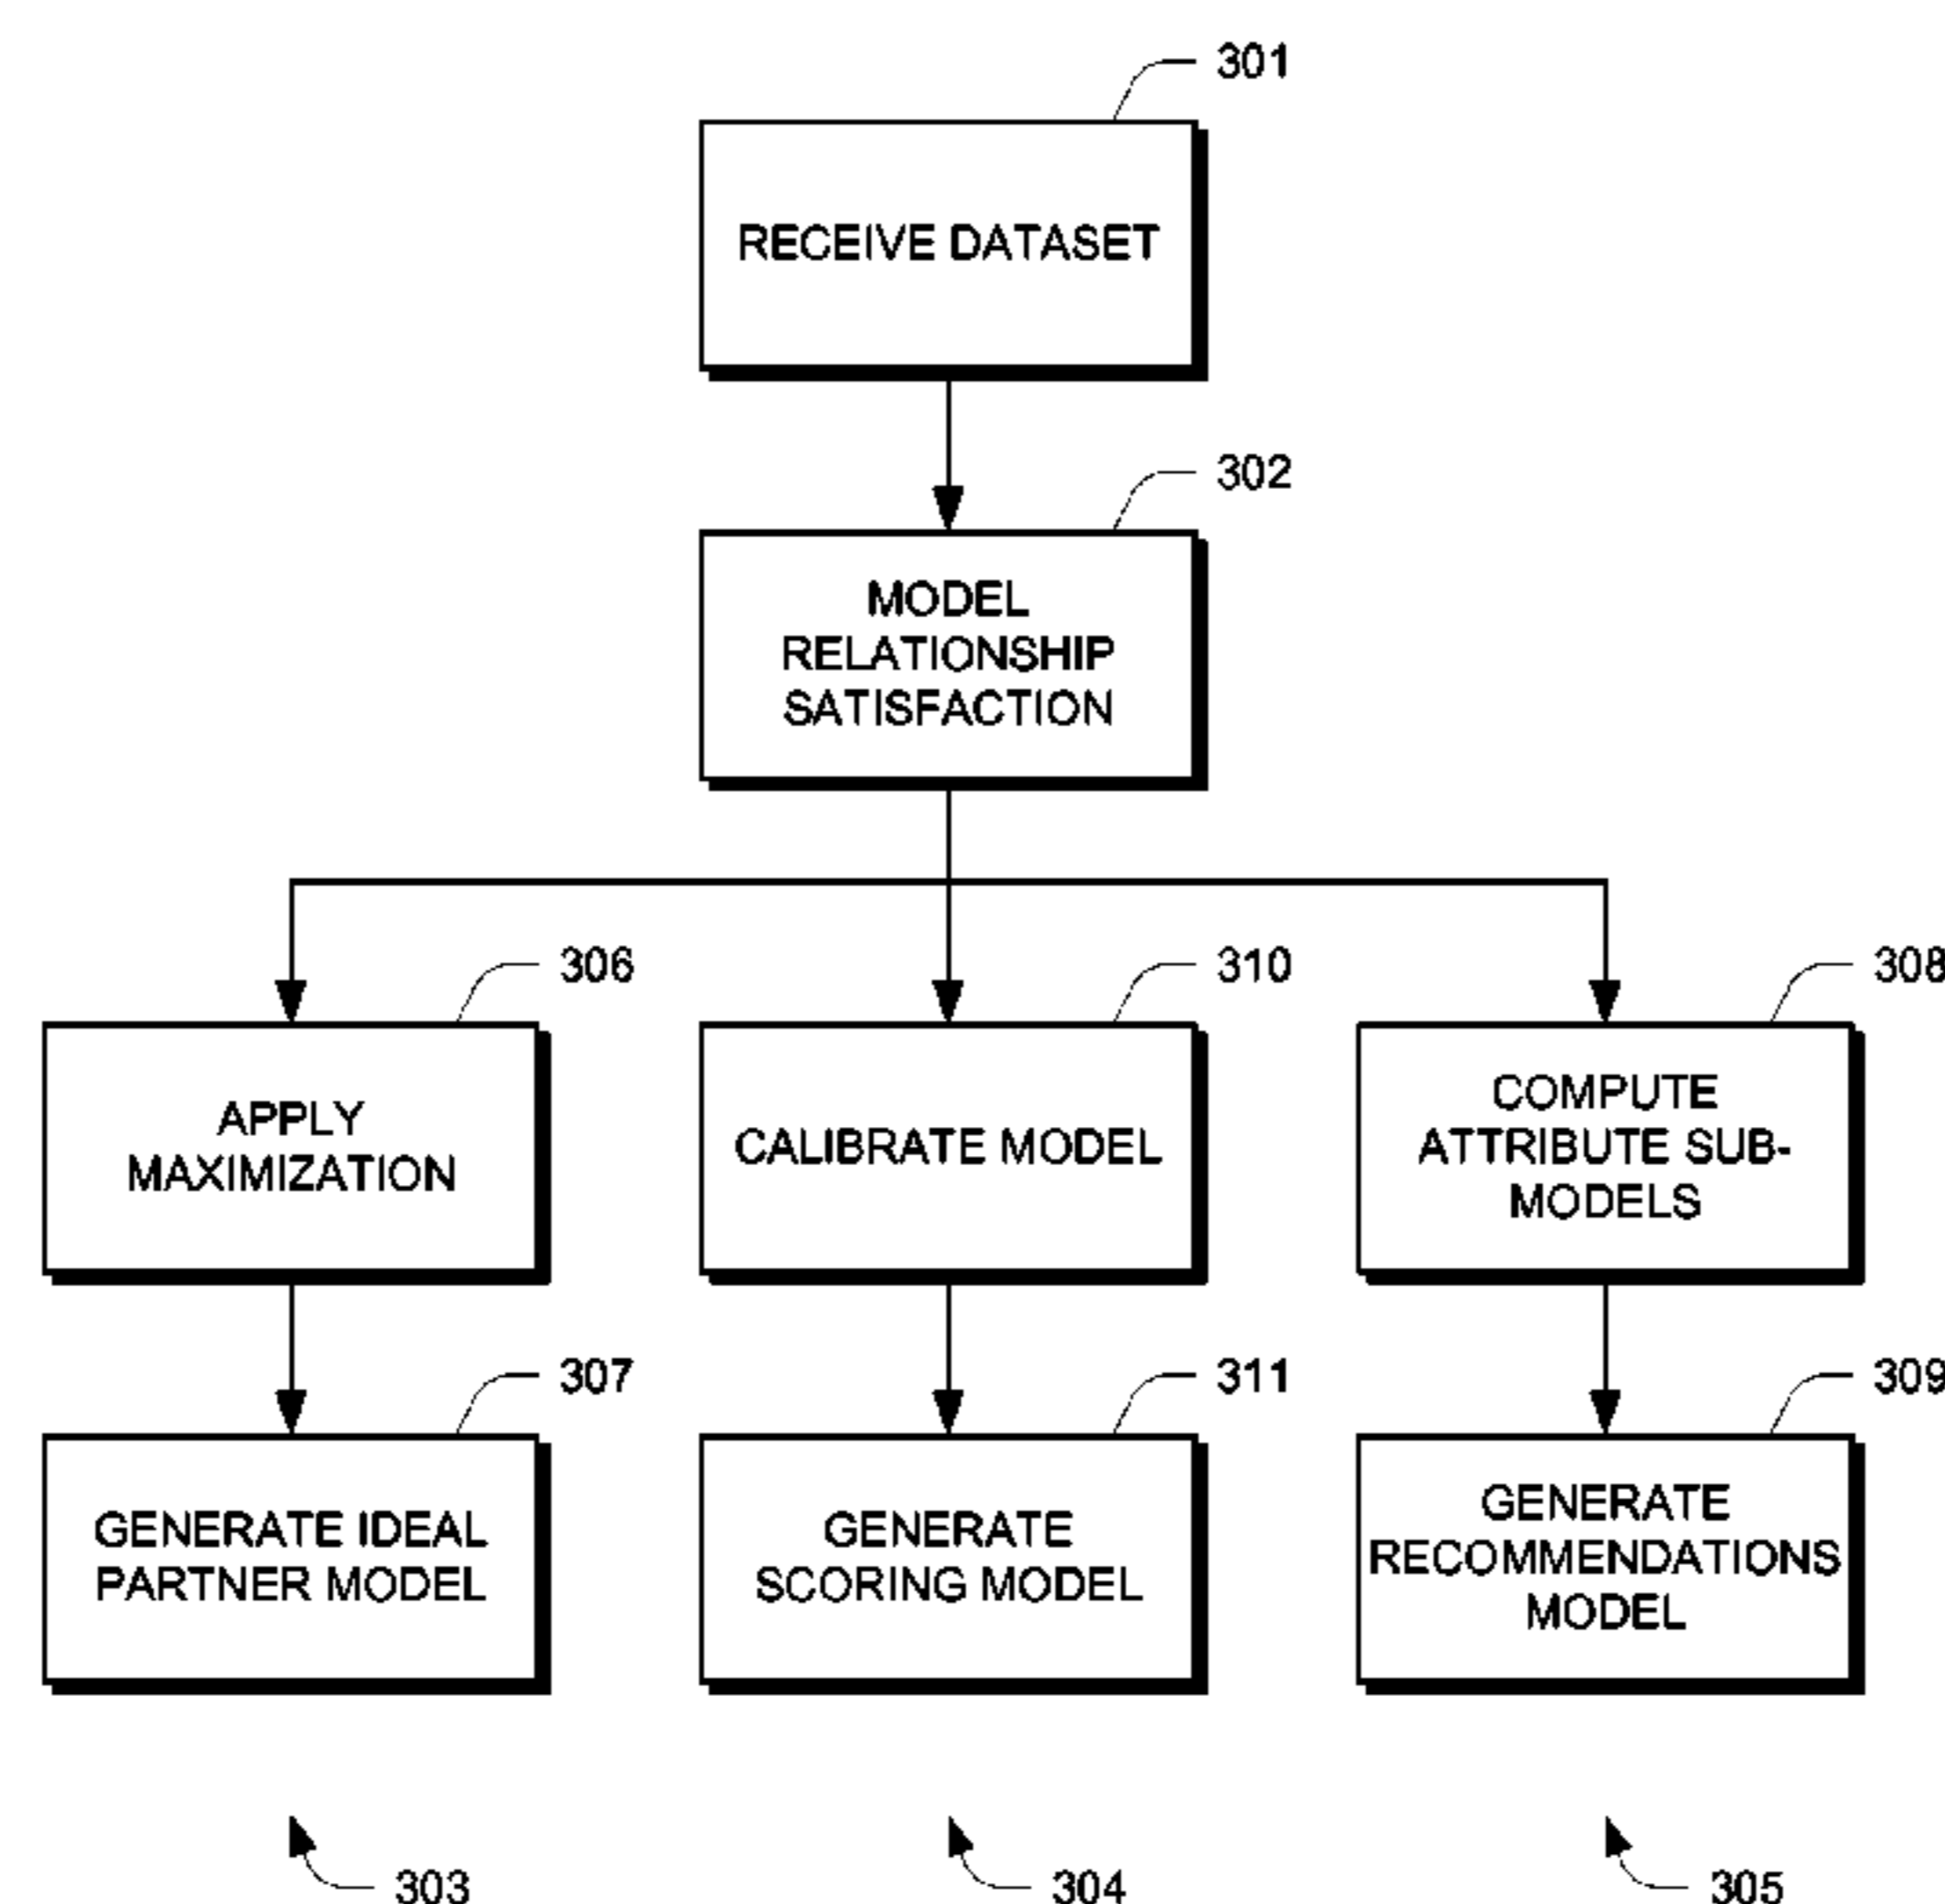 301
RECEIVE DATASET
302
MODEL
RELATIONSHIP
SATISFACTION
306
APPLY
MAXIMIZATION
310
CALIBRATE MODEL
308
COMPUTE
ATTRIBUTE SUB-
MODELS
307
GENERATE IDEAL
PARTNER MODEL
311
GENERATE
SCORING MODEL
309
GENERATE
RECOMMENDATIONS
MODEL
303
304
305